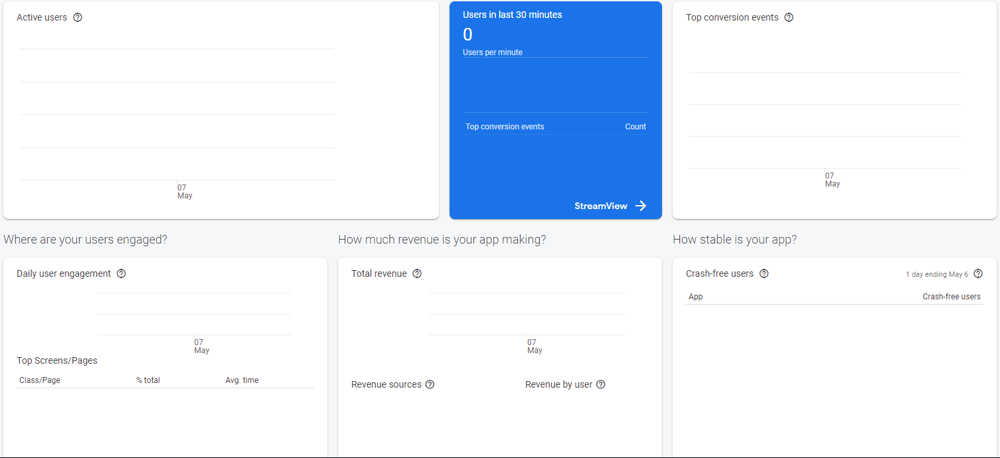 Active users
07
May
Users in last 30 minutes
0
Users per minute
Top conversion events Count
StreamView
Top conversion events
07
May
Where are your users engaged?
Daily user engagement
07
May
Top Screens/Pages
Class/Page % total Avg. time
How much revenue is your app making?
Total revenue
07
May
Revenue sources Revenue by user
How stable is your app?
Crash-free users 1 day ending May 6
App Crash-free users